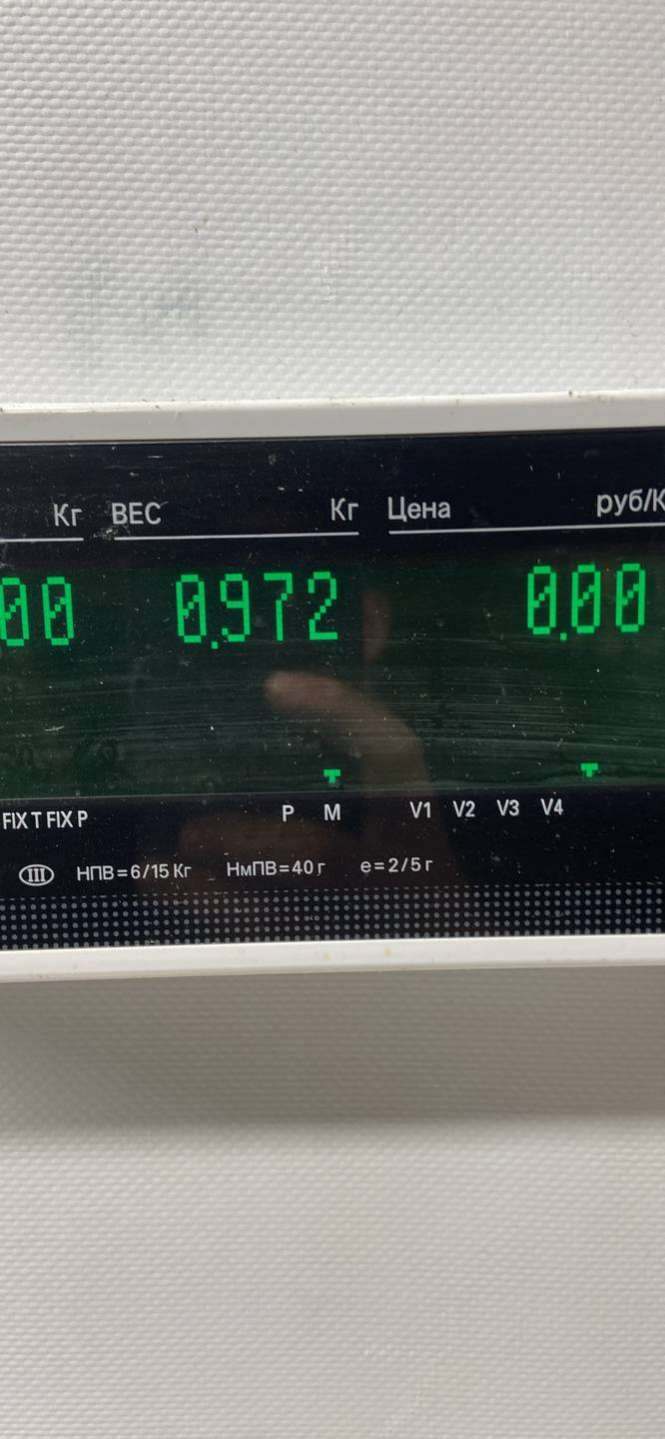 Кг ВЕС Кг Цена руб/К
00 0.972 0.00
FIX T FIX P P M V1 V2 V3 V4
III НПВ=6/15 Кг НмПВ=40 г e=2/5 г